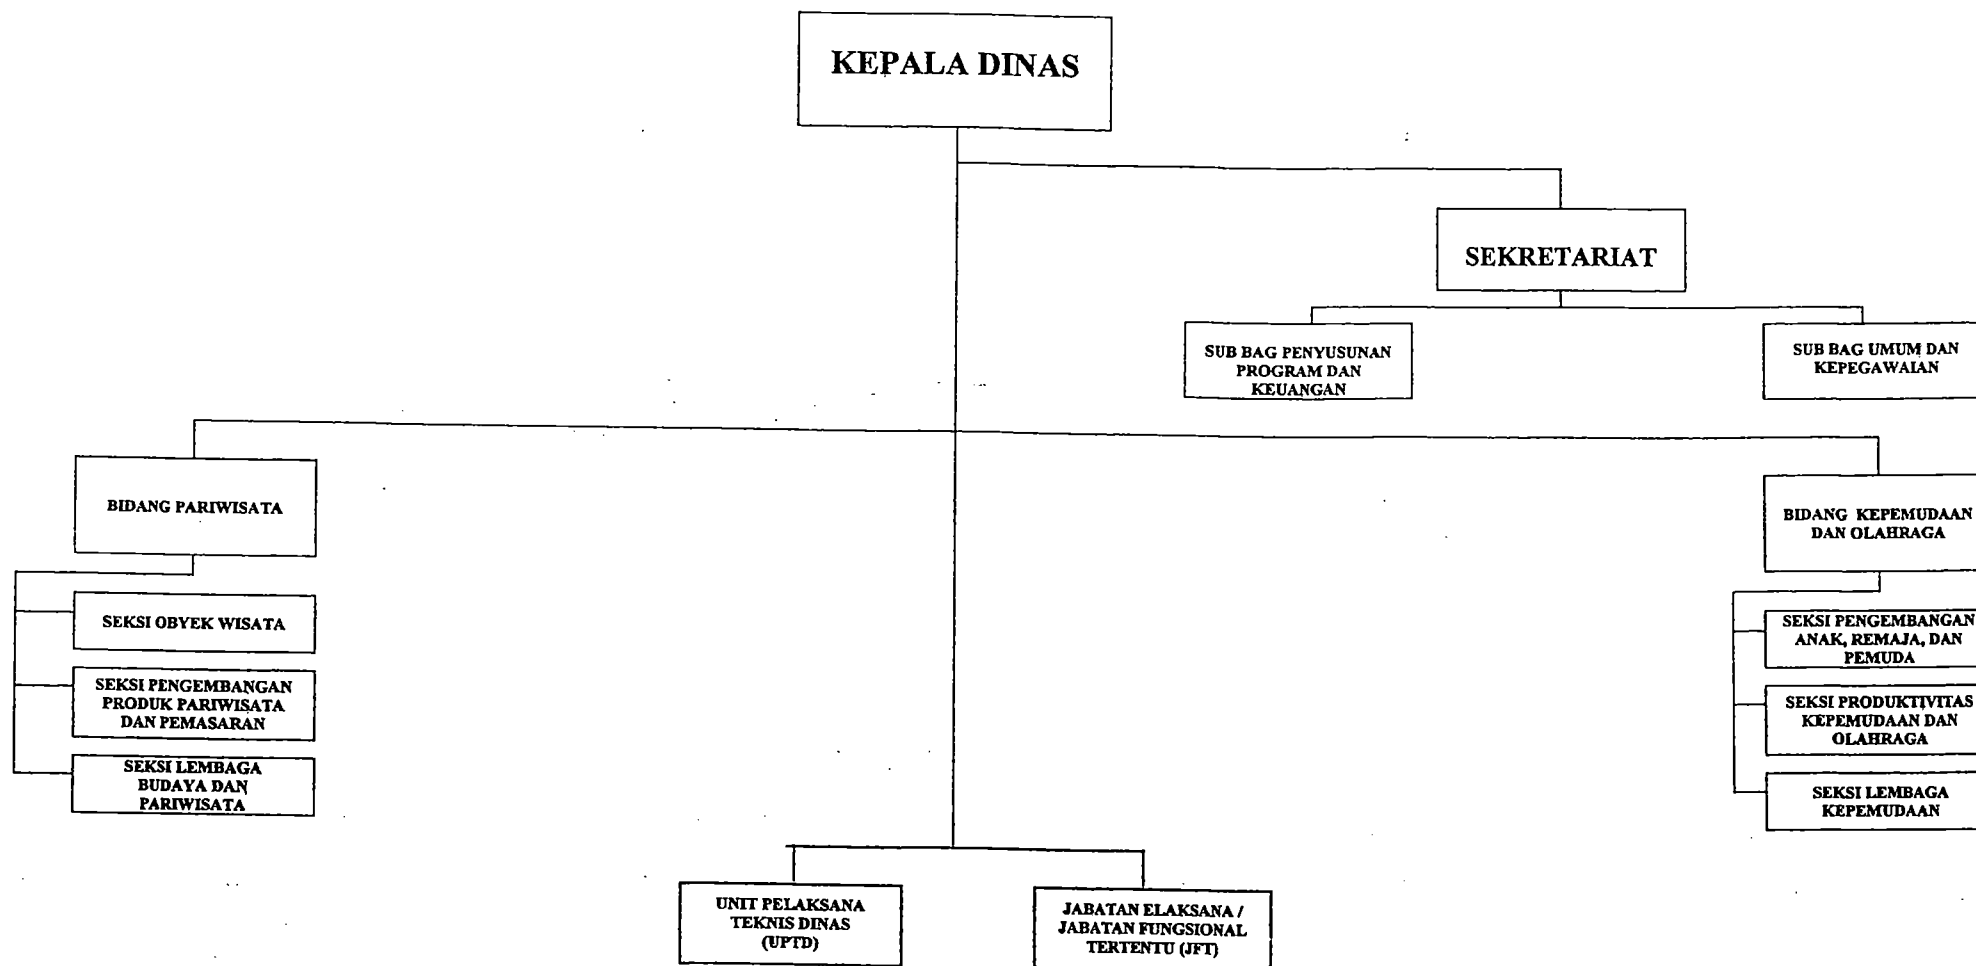 KEPALA DINAS
SEKRETARIAT
SUB BAG PENYUSUNAN
PROGRAM DAN
KEUANGAN
SUB BAG UMUM DAN
KEPEGAWAIAN
BIDANG PARIWISATA
SEKSI OBYEK WISATA
SEKSI PENGEMBANGAN
PRODUK PARIWISATA
DAN PEMASARAN
SEKSI LEMBAGA
BUDAYA DAN
PARIWISATA
BIDANG KEPEMUDAAN
DAN OLAHRAGA
SEKSI PENGEMBANGAN
ANAK, REMAJA, DAN
PEMUDA
SEKSI PRODUKTIVITAS
KEPEMUDAAN DAN
OLAHRAGA
SEKSI LEMBAGA
KEPEMUDAAN
UNIT PELAKSANA
TEKNIS DINAS
(UPTD)
JABATAN ELAKSANA /
JABATAN FUNGSIONAL
TERTENTU (JFT)